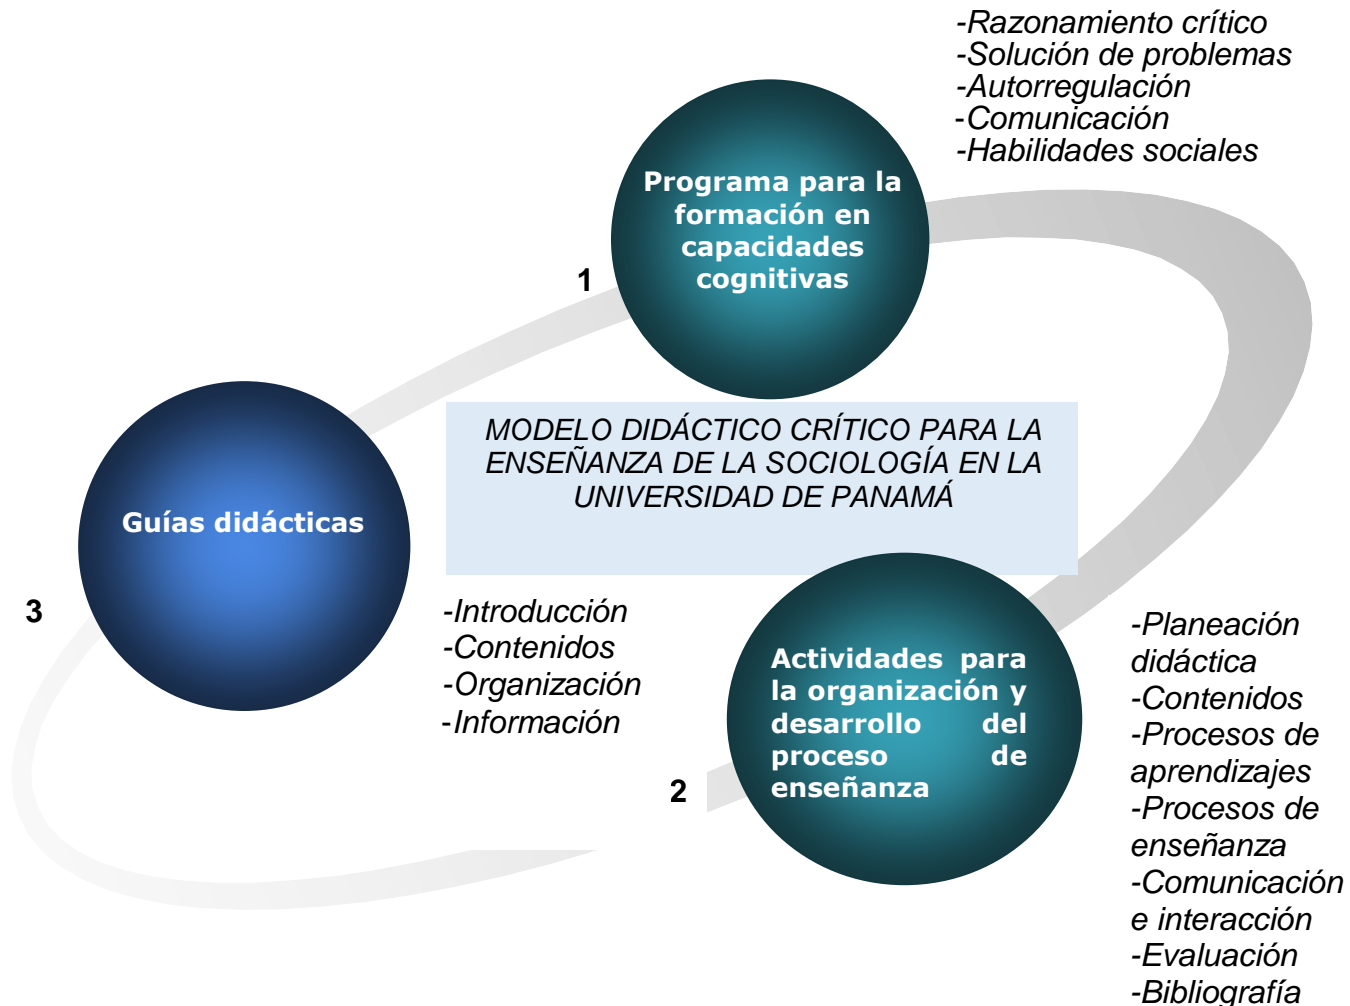 -Razonamiento crítico
-Solución de problemas
-Autorregulación
-Comunicación
-Habilidades sociales
Programa para la
formación en
capacidades
cognitivas
1
MODELO DIDÁCTICO CRÍTICO PARA LA
ENSEÑANZA DE LA SOCIOLOGÍA EN LA
UNIVERSIDAD DE PANAMÁ
Guías didácticas
3
-Introducción
-Contenidos
-Organización
-Información
Actividades para
la organización y
desarrollo del
proceso de
enseñanza
2
-Planeación
didáctica
-Contenidos
-Procesos de
aprendizajes
-Procesos de
enseñanza
-Comunicación
e interacción
-Evaluación
-Bibliografía